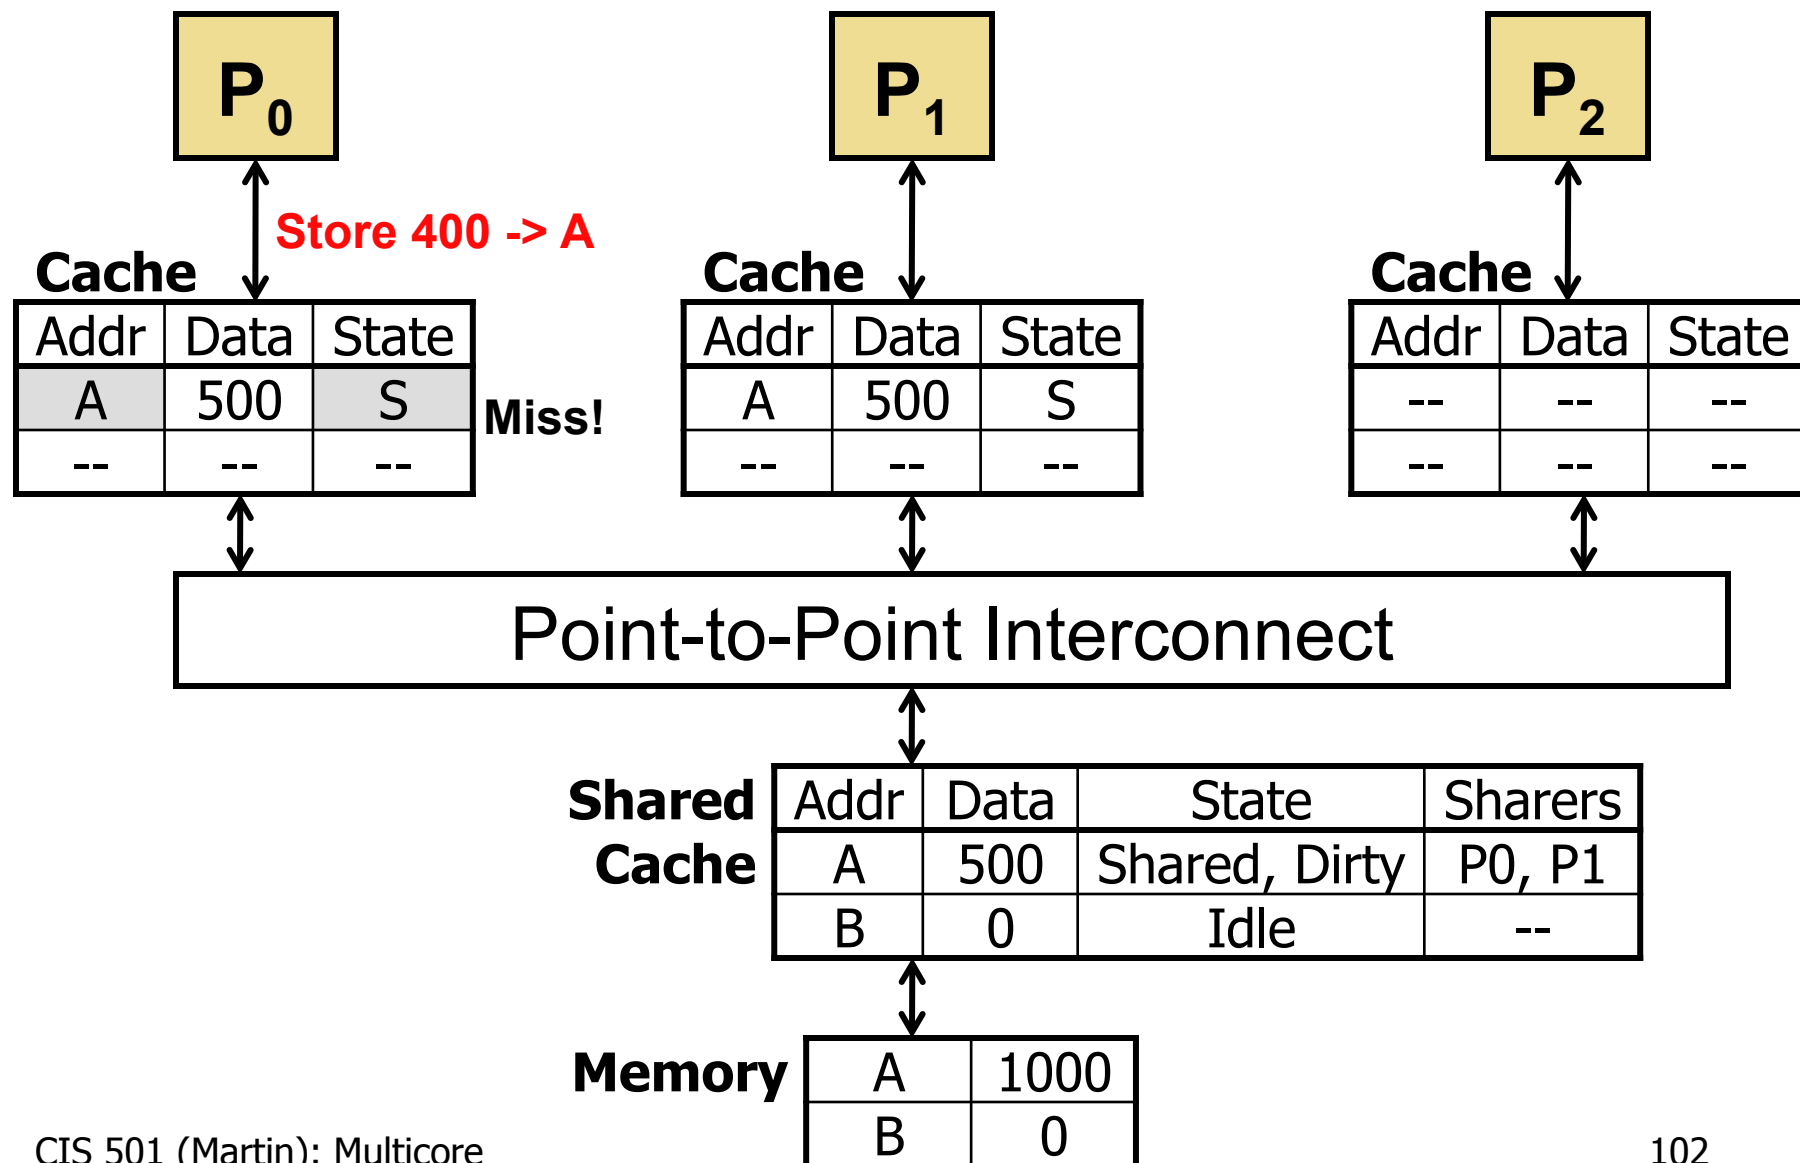 P0 P1 P2
Store 400 -> A
Cache Cache Cache
Addr Data State Addr Data State Addr Data State
A 500 S Miss! A 500 S -- -- --
-- -- -- -- -- -- -- -- --
Point-to-Point Interconnect
Shared Addr Data State Sharers
Cache A 500 Shared, Dirty P0, P1
B 0 Idle --
Memory A 1000
B 0
CIS 501 (Martin): Multicore 102